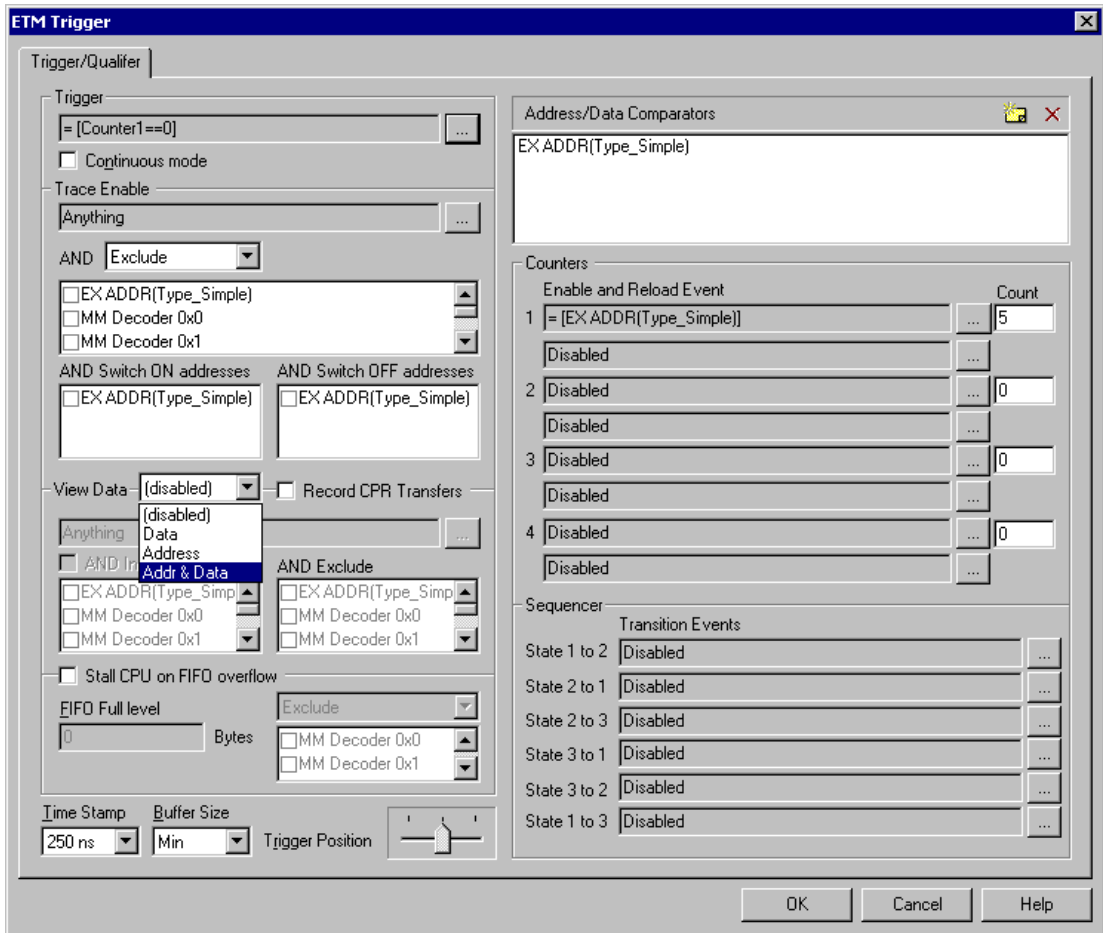 ETM Trigger
Trigger/Qualifer
Trigger
= [Counter1==0]
...
Continuous mode
Trace Enable
Anything
...
AND Exclude
EX ADDR(Type_Simple)
MM Decoder 0x0
MM Decoder 0x1
AND Switch ON addresses
EX ADDR(Type_Simple)
AND Switch OFF addresses
EX ADDR(Type_Simple)
View Data (disabled)
Record CPR Transfers
(disabled)
Data
Address
Addr & Data
Anything
...
AND In
EX ADDR(Type_Simp
MM Decoder 0x0
MM Decoder 0x1
AND Exclude
EX ADDR(Type_Simp
MM Decoder 0x0
MM Decoder 0x1
Stall CPU on FIFO overflow
FIFO Full level
0 Bytes
Exclude
MM Decoder 0x0
MM Decoder 0x1
Time Stamp
250 ns
Buffer Size
Min
Trigger Position
Address/Data Comparators
EX ADDR(Type_Simple)
Counters
Enable and Reload Event Count
1 = [EX ADDR(Type_Simple)] ... 5
Disabled ...
2 Disabled ... 0
Disabled ...
3 Disabled ... 0
Disabled ...
4 Disabled ... 0
Disabled ...
Sequencer
Transition Events
State 1 to 2 Disabled ...
State 2 to 1 Disabled ...
State 2 to 3 Disabled ...
State 3 to 1 Disabled ...
State 3 to 2 Disabled ...
State 1 to 3 Disabled ...
OK Cancel Help